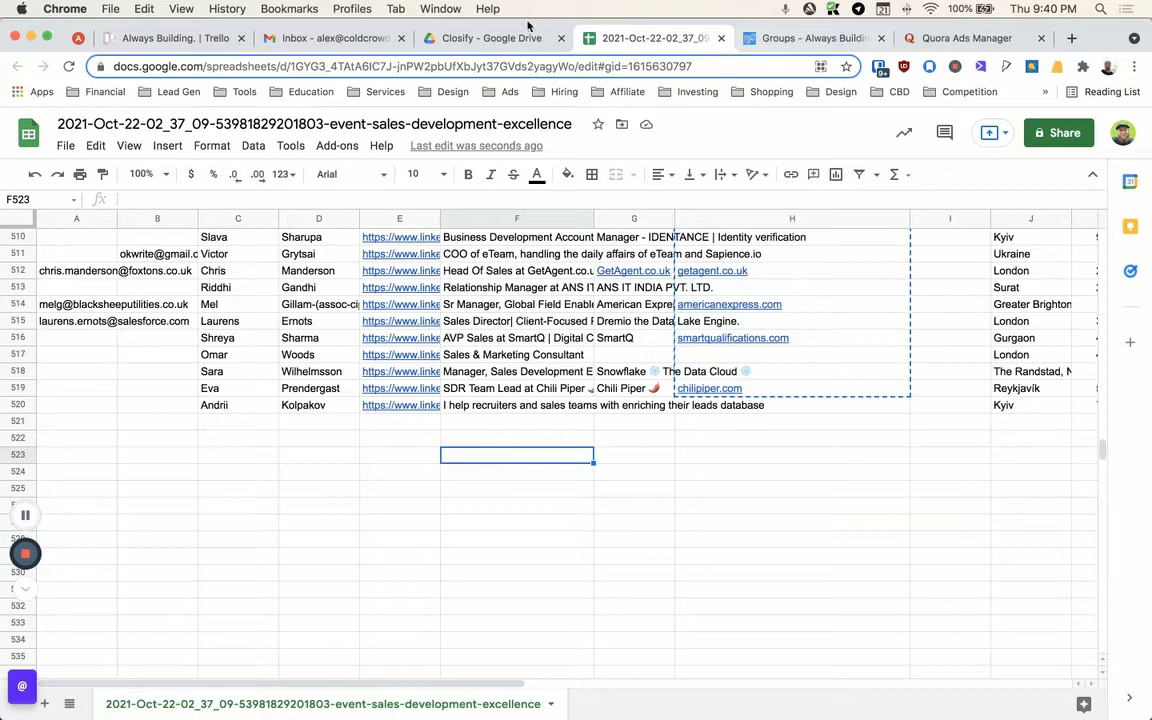 Chrome File Edit View History Bookmarks Profiles Tab Window Help 21 100% Thu 9:40 PM
Always Building. | Trello Inbox - alex@coldcrowd Closify - Google Drive 2021-Oct-22-02_37_09 Groups - Always Buildin Quora Ads Manager
docs.google.com/spreadsheets/d/1GYG3_4TAtA6IC7J-jnPW2pbUfXbJyt37GVds2yagyWo/edit#gid=1615630797
Apps Financial Lead Gen Tools Education Services Design Ads Hiring Affiliate Investing Shopping Design CBD Competition » Reading List
2021-Oct-22-02_37_09-53981829201803-event-sales-development-excellence
File Edit View Insert Format Data Tools Add-ons Help Last edit was seconds ago
Share
100% $ % .0 .00 123 Arial 10 B I S A
F523 fx
A B C D E F G H I J
510 Slava Sharupa https://www.linke Business Development Account Manager - IDENTANCE | Identity verification Kyiv
511 okwrite@gmail.c Victor Grytsai https://www.linke COO of eTeam, handling the daily affairs of eTeam and Sapience.io Ukraine
512 chris.manderson@foxtons.co.uk Chris Manderson https://www.linke Head Of Sales at GetAgent.co.u GetAgent.co.uk getagent.co.uk London
513 Riddhi Gandhi https://www.linke Relationship Manager at ANS IT ANS IT INDIA PVT. LTD. Surat
514 melg@blacksheeputilities.co.uk Mel Gillam-(assoc-ci https://www.linke Sr Manager, Global Field Enable American Expre americanexpress.com Greater Brighton
515 laurens.ernots@salesforce.com Laurens Ernots https://www.linke Sales Director| Client-Focused Dremio the Data Lake Engine. London
516 Shreya Sharma https://www.linke AVP Sales at SmartQ | Digital C SmartQ smartqualifications.com Gurgaon
517 Omar Woods https://www.linke Sales & Marketing Consultant London
518 Sara Wilhelmsson https://www.linke Manager, Sales Development E Snowflake ❄️ The Data Cloud ❄️ The Randstad, N
519 Eva Prendergast https://www.linke SDR Team Lead at Chili Piper Chili Piper 🌶️ chilipiper.com Reykjavík
520 Andrii Kolpakov https://www.linke I help recruiters and sales teams with enriching their leads database Kyiv
521
522
523
524
525
530
532
533
534
535
2021-Oct-22-02_37_09-53981829201803-event-sales-development-excellence